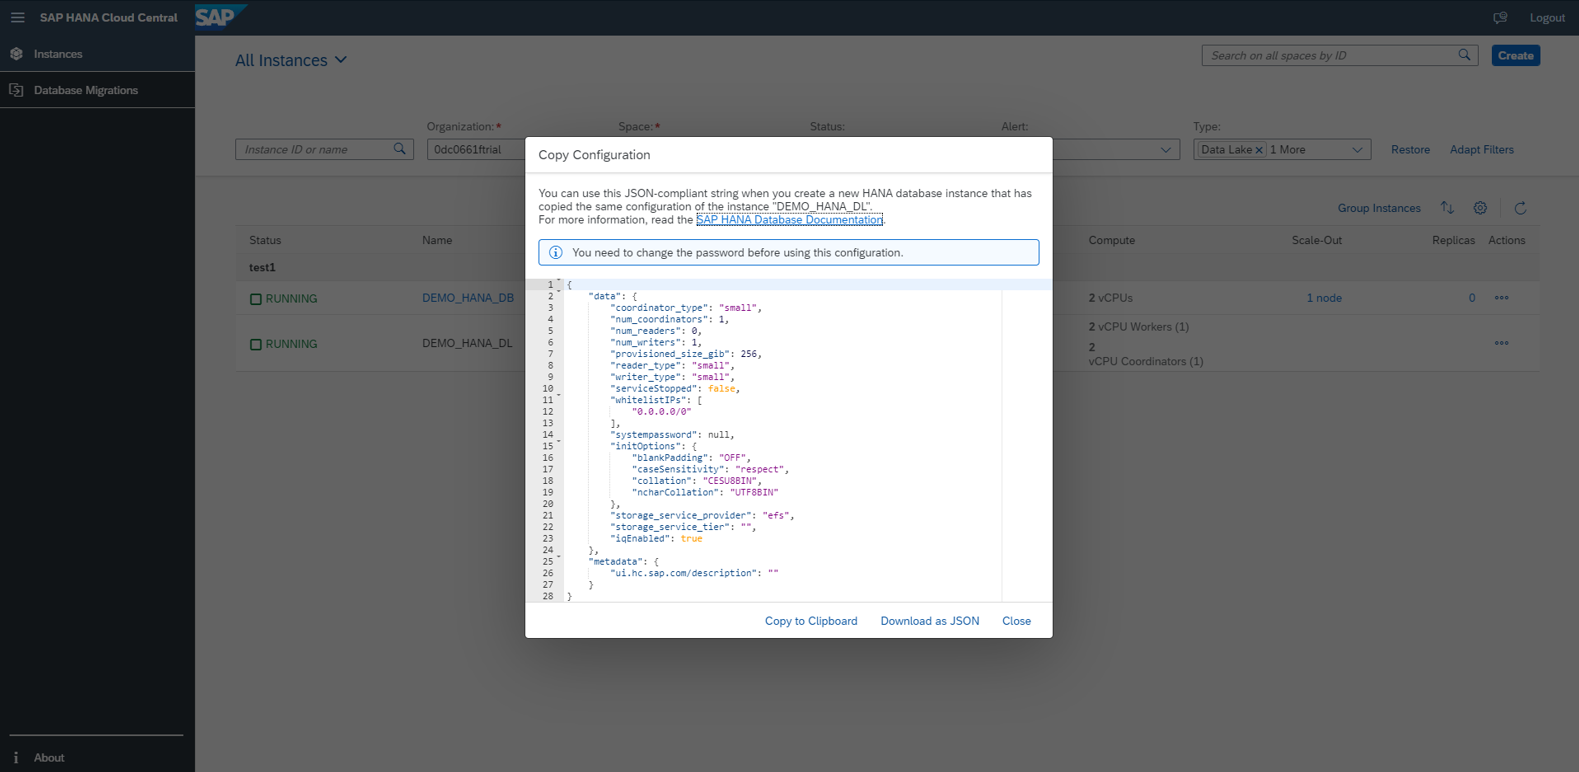 SAP HANA Cloud Central
SAP
Logout
Instances
Database Migrations
About
All Instances
Search on all spaces by ID
Create
Organization:*
Space:*
Status:
Alert:
Type:
Instance ID or name
0dc0661ftrial
Data Lake
1 More
Restore
Adapt Filters
Group Instances
Status
Name
Compute
Scale-Out
Replicas
Actions
test1
RUNNING
DEMO_HANA_DB
2 vCPUs
1 node
0
RUNNING
DEMO_HANA_DL
2 vCPU Workers (1)
2
vCPU Coordinators (1)
Copy Configuration
You can use this JSON-compliant string when you create a new HANA database instance that has
copied the same configuration of the instance "DEMO_HANA_DL".
For more information, read the SAP HANA Database Documentation.
You need to change the password before using this configuration.
1 {
2 "data": {
3 "coordinator_type": "small",
4 "num_coordinators": 1,
5 "num_readers": 0,
6 "num_writers": 1,
7 "provisioned_size_gib": 256,
8 "reader_type": "small",
9 "writer_type": "small",
10 "serviceStopped": false,
11 "whitelistIPs": [
12 "0.0.0.0/0"
13 ],
14 "systempassword": null,
15 "initOptions": {
16 "blankPadding": "OFF",
17 "caseSensitivity": "respect",
18 "collation": "CESU8BIN",
19 "ncharCollation": "UTF8BIN"
20 },
21 "storage_service_provider": "efs",
22 "storage_service_tier": "",
23 "iqEnabled": true
24 },
25 "metadata": {
26 "ui.hc.sap.com/description": ""
27 }
28 }
Copy to Clipboard
Download as JSON
Close